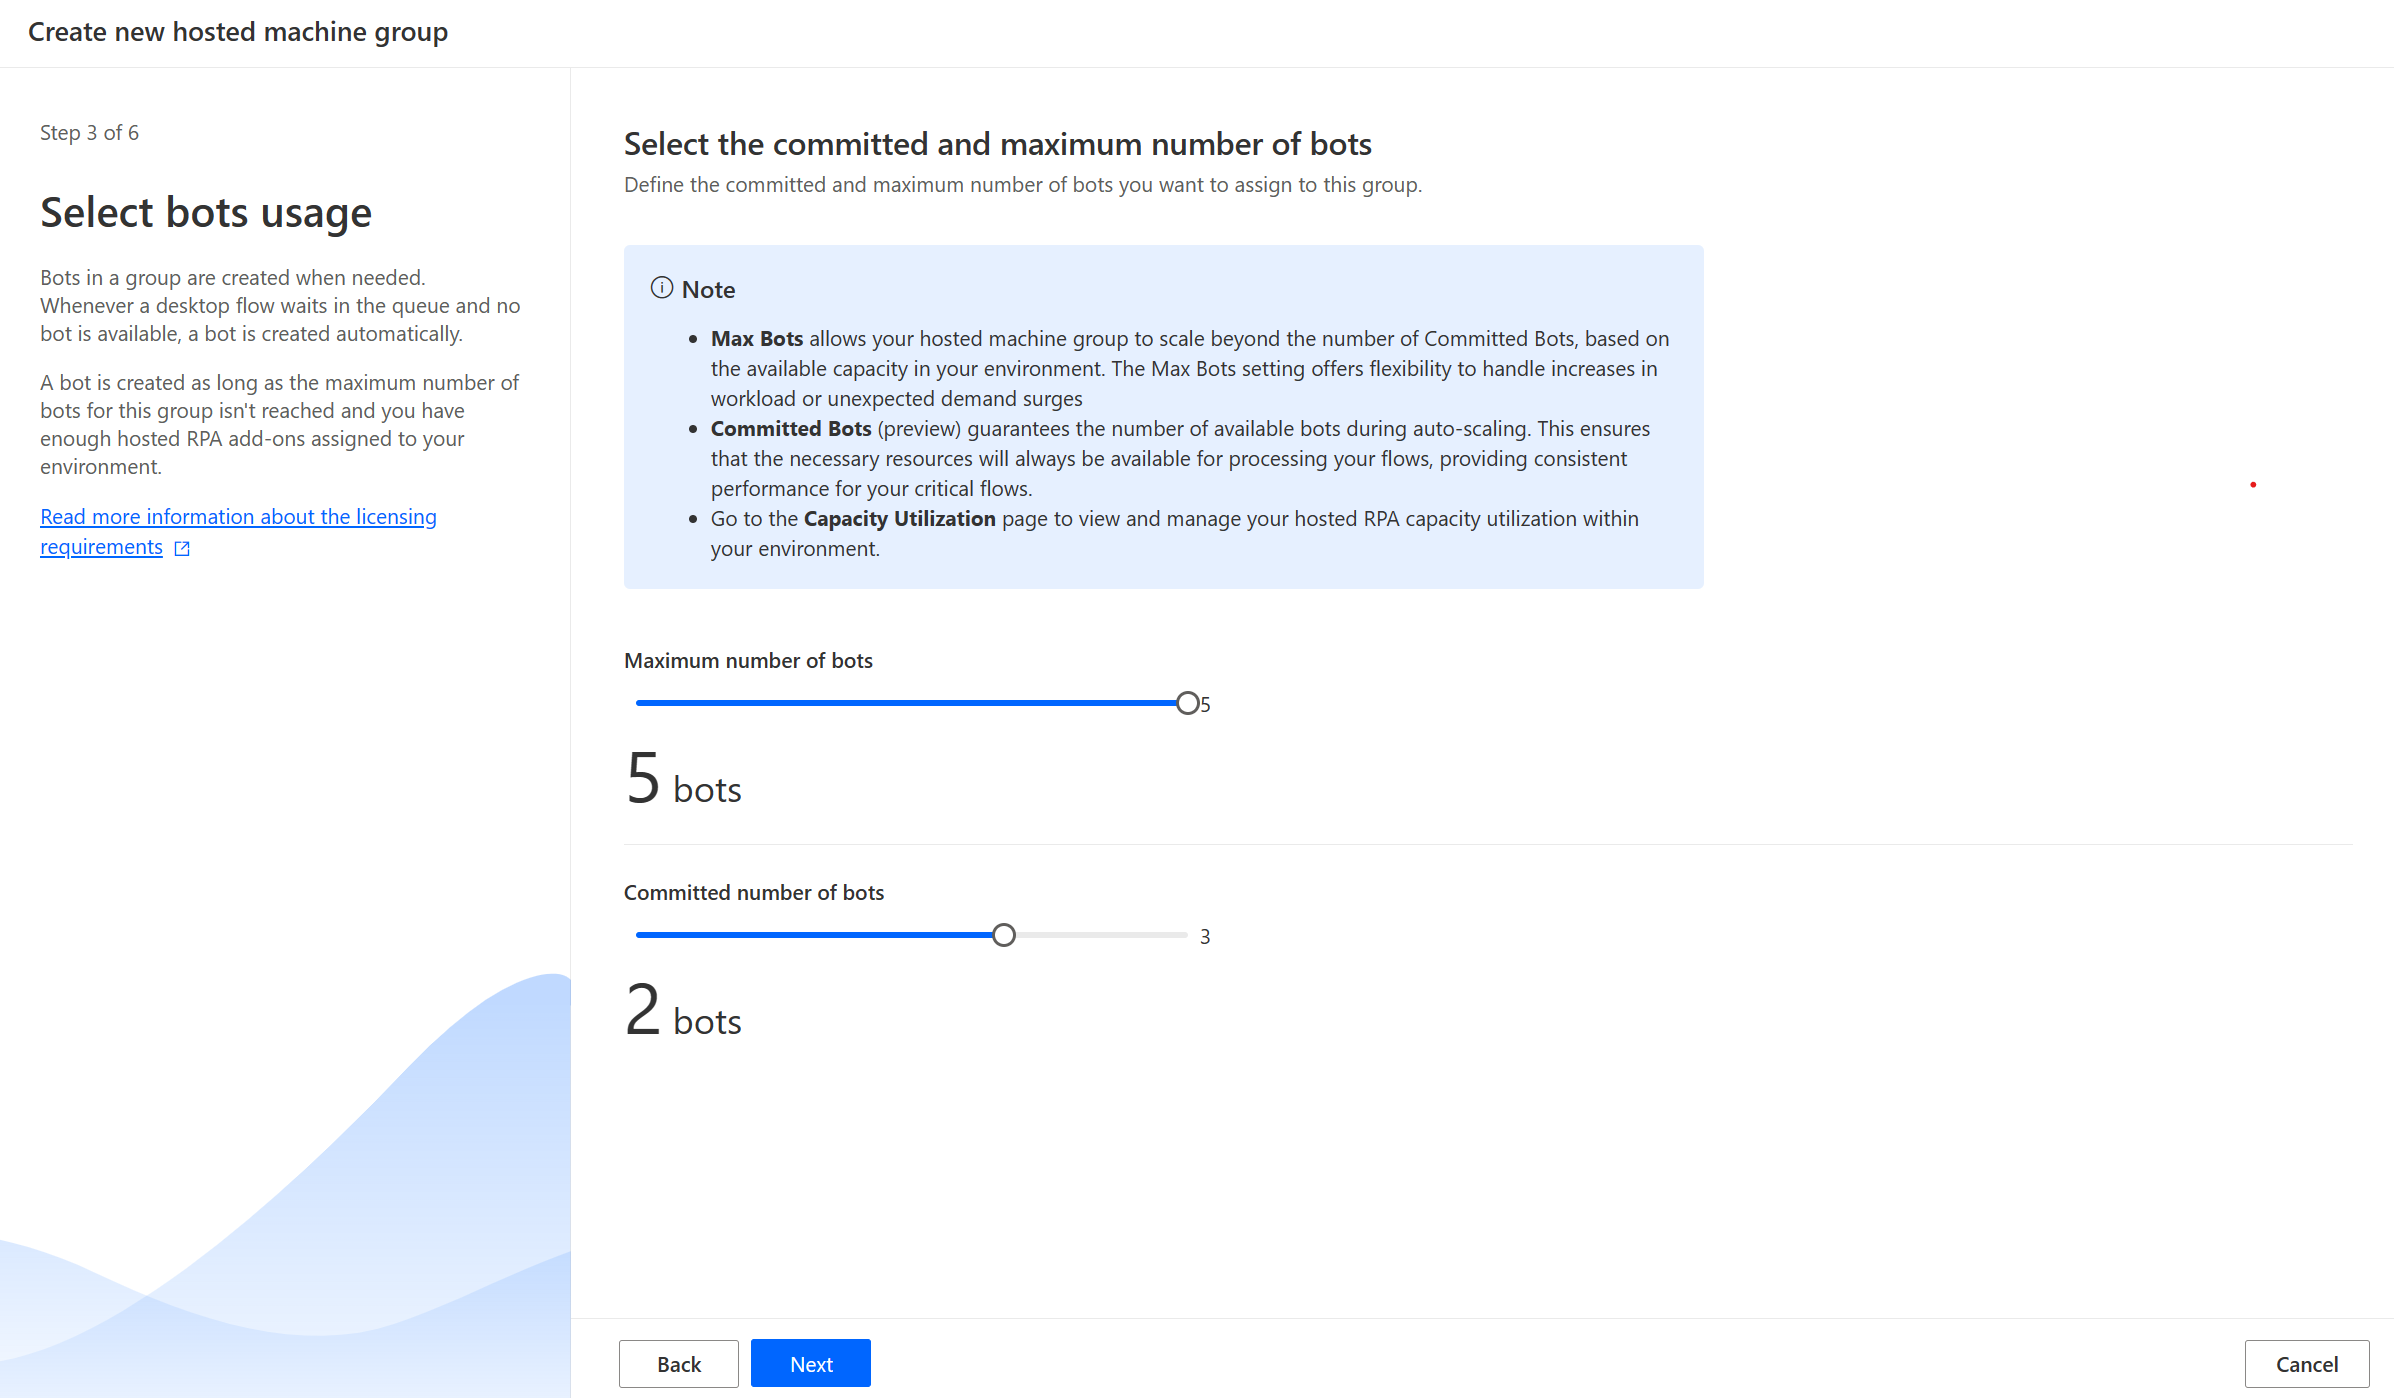 Create new hosted machine group
Step 3 of 6
Select bots usage
Bots in a group are created when needed.
Whenever a desktop flow waits in the queue and no
bot is available, a bot is created automatically.
A bot is created as long as the maximum number of
bots for this group isn't reached and you have
enough hosted RPA add-ons assigned to your
environment.
Read more information about the licensing
requirements
Select the committed and maximum number of bots
Define the committed and maximum number of bots you want to assign to this group.
Note
• Max Bots allows your hosted machine group to scale beyond the number of Committed Bots, based on
the available capacity in your environment. The Max Bots setting offers flexibility to handle increases in
workload or unexpected demand surges
• Committed Bots (preview) guarantees the number of available bots during auto-scaling. This ensures
that the necessary resources will always be available for processing your flows, providing consistent
performance for your critical flows.
• Go to the Capacity Utilization page to view and manage your hosted RPA capacity utilization within
your environment.
Maximum number of bots
5
5 bots
Committed number of bots
3
2 bots
Back
Next
Cancel